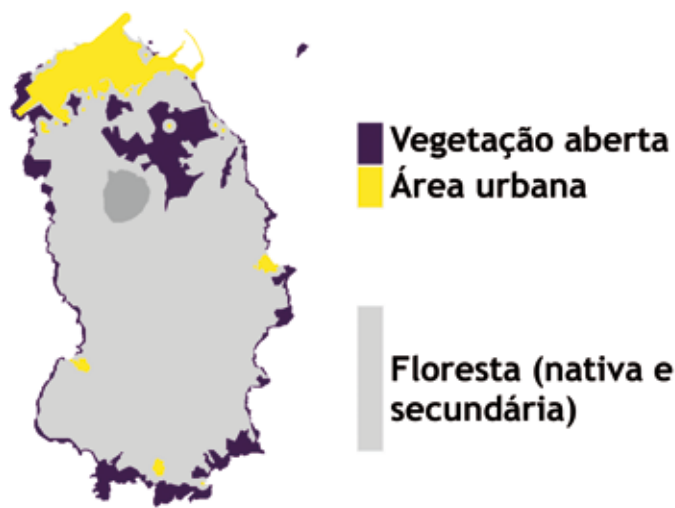 Vegetação aberta
Área urbana
Floresta (nativa e
secundária)